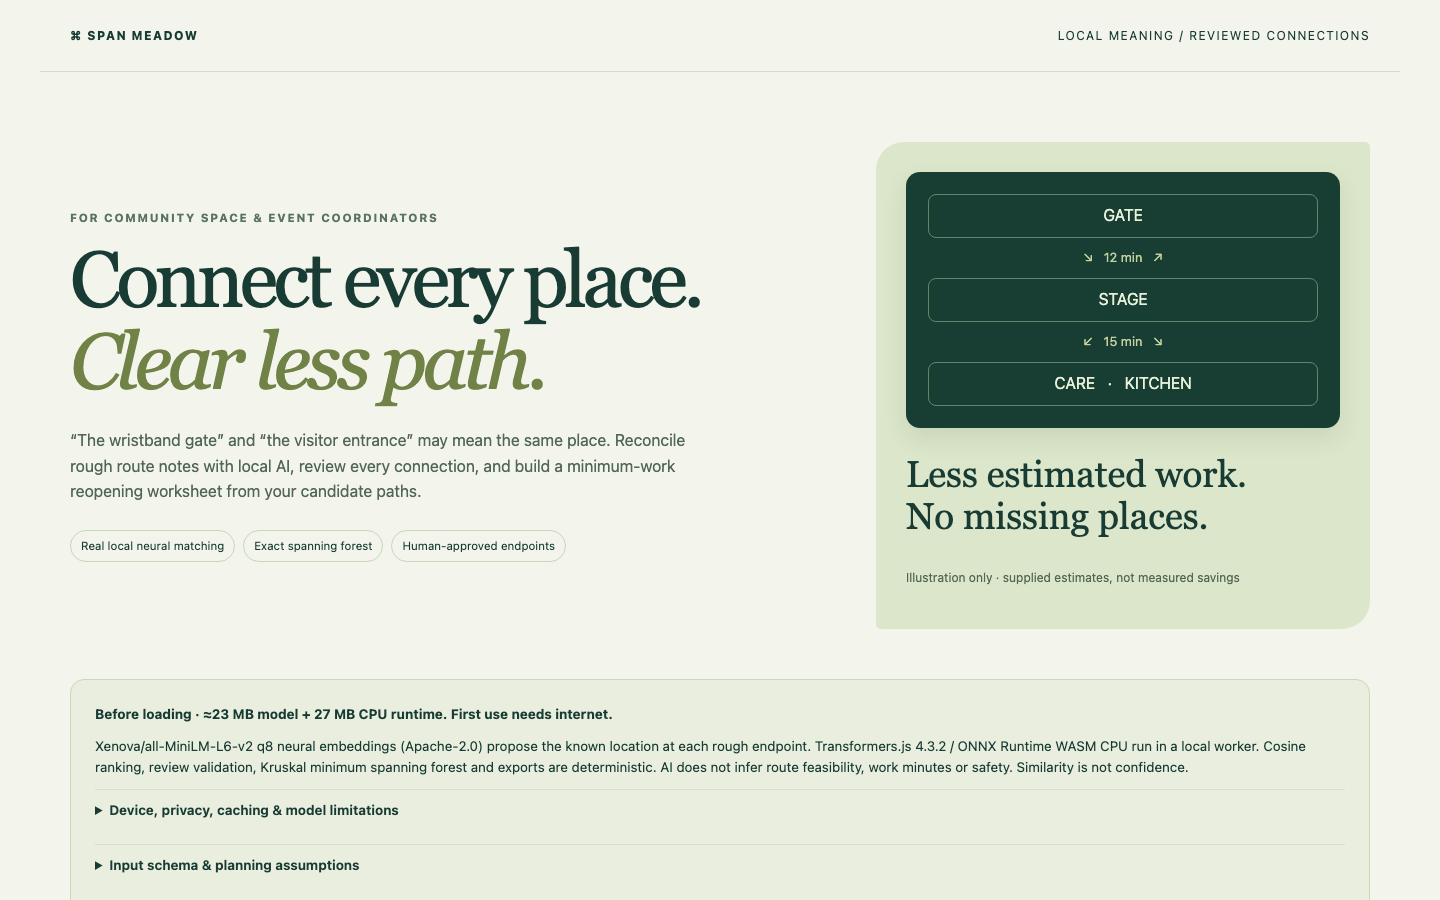 ⌘ SPAN MEADOW
LOCAL MEANING / REVIEWED CONNECTIONS
FOR COMMUNITY SPACE & EVENT COORDINATORS
Connect every place.
Clear less path.
“The wristband gate” and “the visitor entrance” may mean the same place. Reconcile
rough route notes with local AI, review every connection, and build a minimum-work
reopening worksheet from your candidate paths.
Real local neural matching
Exact spanning forest
Human-approved endpoints
GATE
↘ 12 min ↗
STAGE
↙ 15 min ↘
CARE · KITCHEN
Less estimated work.
No missing places.
Illustration only · supplied estimates, not measured savings
Before loading · ≈23 MB model + 27 MB CPU runtime. First use needs internet.
Xenova/all-MiniLM-L6-v2 q8 neural embeddings (Apache-2.0) propose the known location at each rough endpoint. Transformers.js 4.3.2 / ONNX Runtime WASM CPU run in a local worker. Cosine
ranking, review validation, Kruskal minimum spanning forest and exports are deterministic. AI does not infer route feasibility, work minutes or safety. Similarity is not confidence.
▶ Device, privacy, caching & model limitations
▶ Input schema & planning assumptions